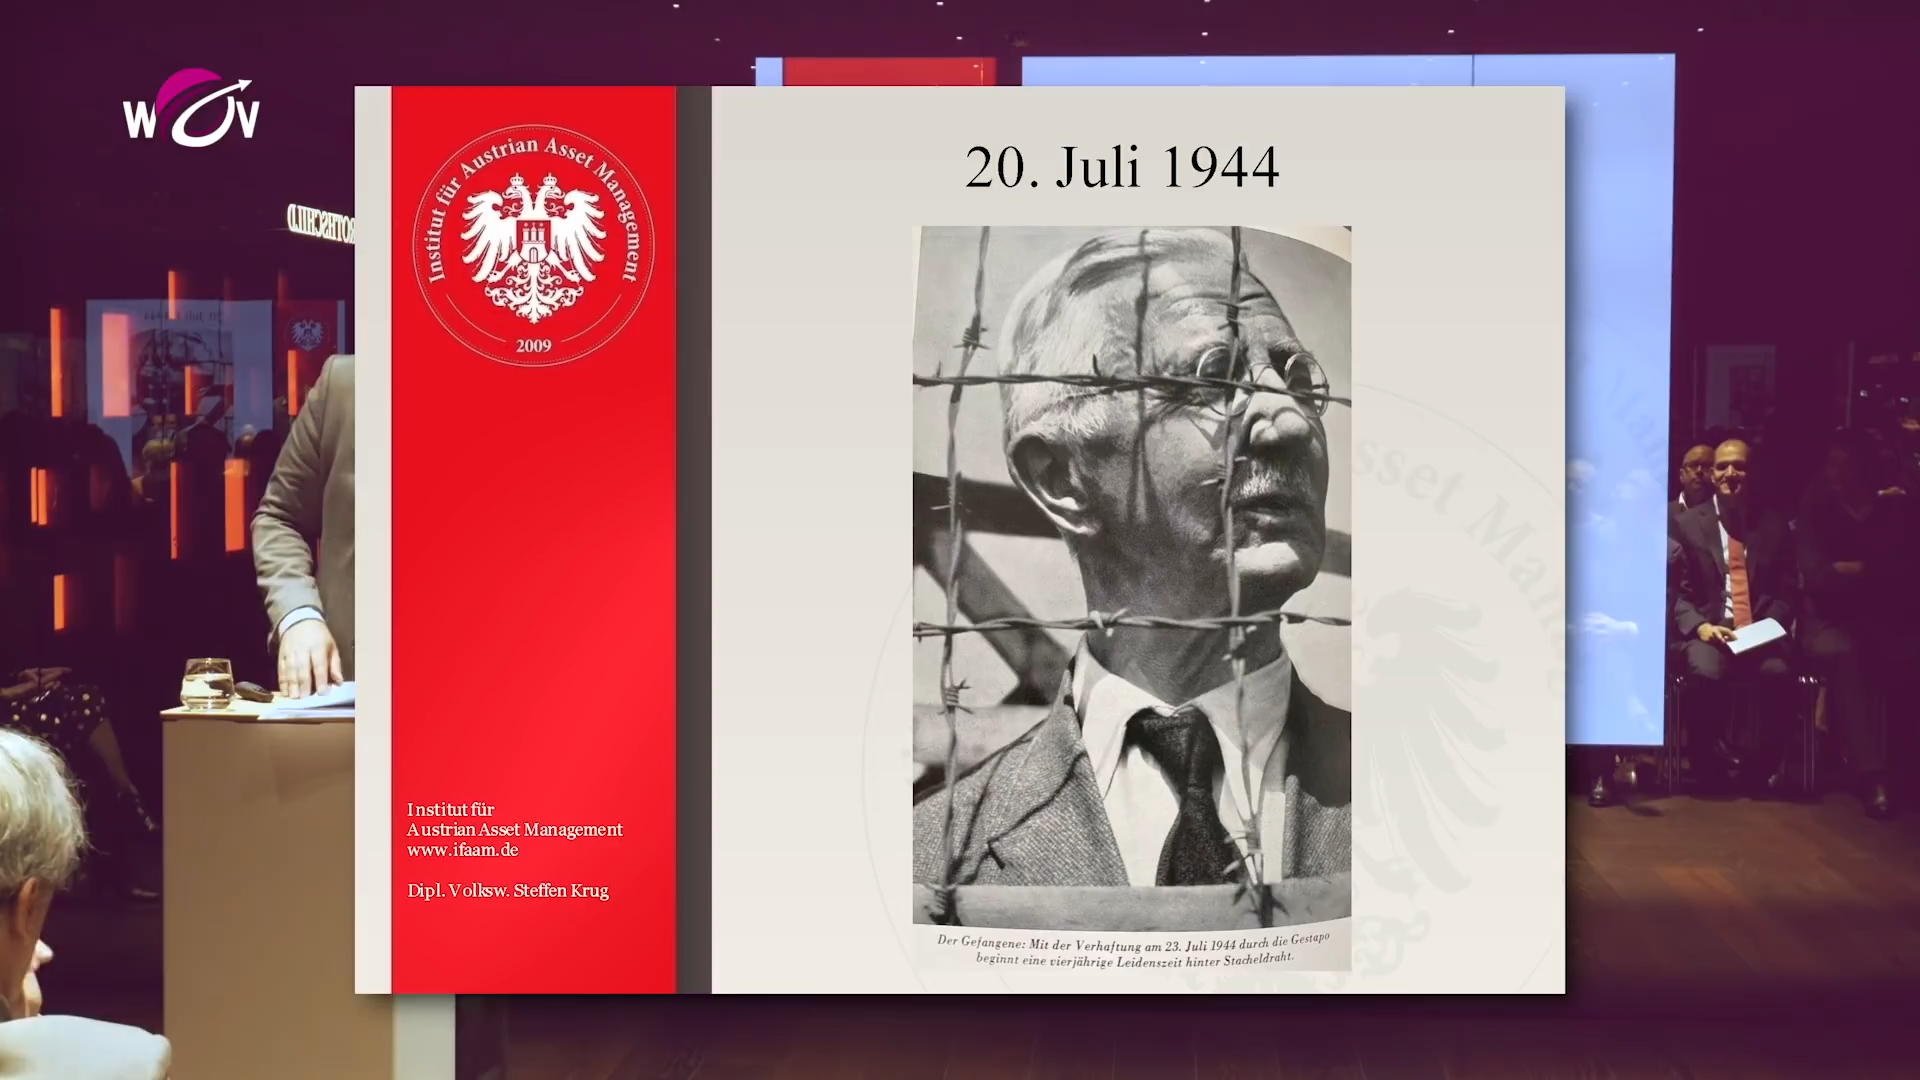 WOV
ROTHSCHILD
Institut für Austrian Asset Management
2009
20. Juli 1944
Der Gefangene: Mit der Verhaftung am 23. Juli 1944 durch die Gestapo
beginnt eine vierjährige Leidenszeit hinter Stacheldraht.
Institut für
Austrian Asset Management
www.ifaam.de
Dipl. Volksw. Steffen Krug